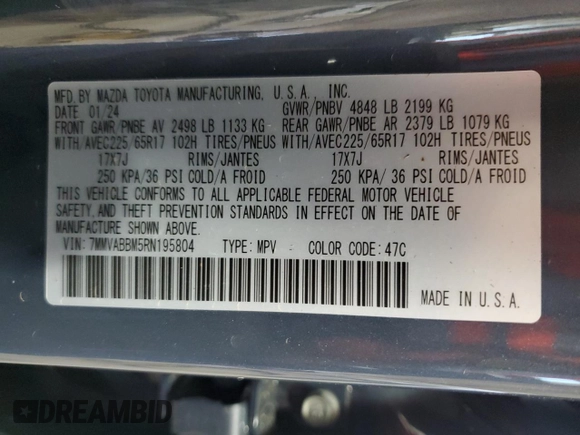 MFD. BY MAZDA TOYOTA MANUFACTURING, U.S.A., INC.
DATE 01/24 GVWR/PNBV 4848 LB 2199 KG
FRONT GAWR/PNBE AV 2498 LB 1133 KG REAR GAWR/PNBE AR 2379 LB 1079 KG
WITH/AVEC225/65R17 102H TIRES/PNEUS WITH/AVEC225/65R17 102H TIRES/PNEUS
17X7J RIMS/JANTES 17X7J RIMS/JANTES
250 KPA/36 PSI COLD/A FROID 250 KPA/36 PSI COLD/A FROID
THIS VEHICLE CONFORMS TO ALL APPLICABLE FEDERAL MOTOR VEHICLE
SAFETY,AND THEFT PREVENTION STANDARDS IN EFFECT ON THE DATE OF
MANUFACTURE SHOWN ABOVE.
VIN:7MMVABBM5RN195804 TYPE:MPV COLOR CODE:47C
MADE IN U.S.A.
DREAMBID